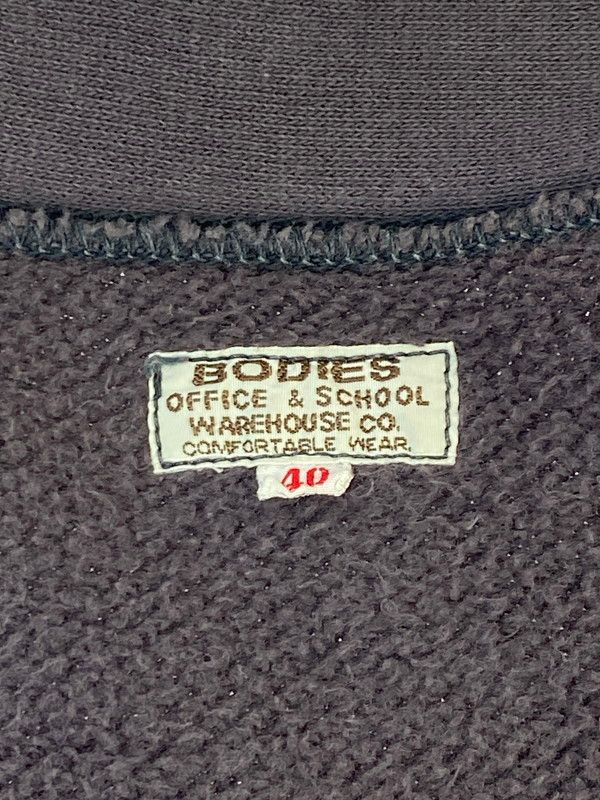 BODIES
OFFICE & SCHOOL
WAREHOUSE CO.
COMFORTABLE WEAR.
40